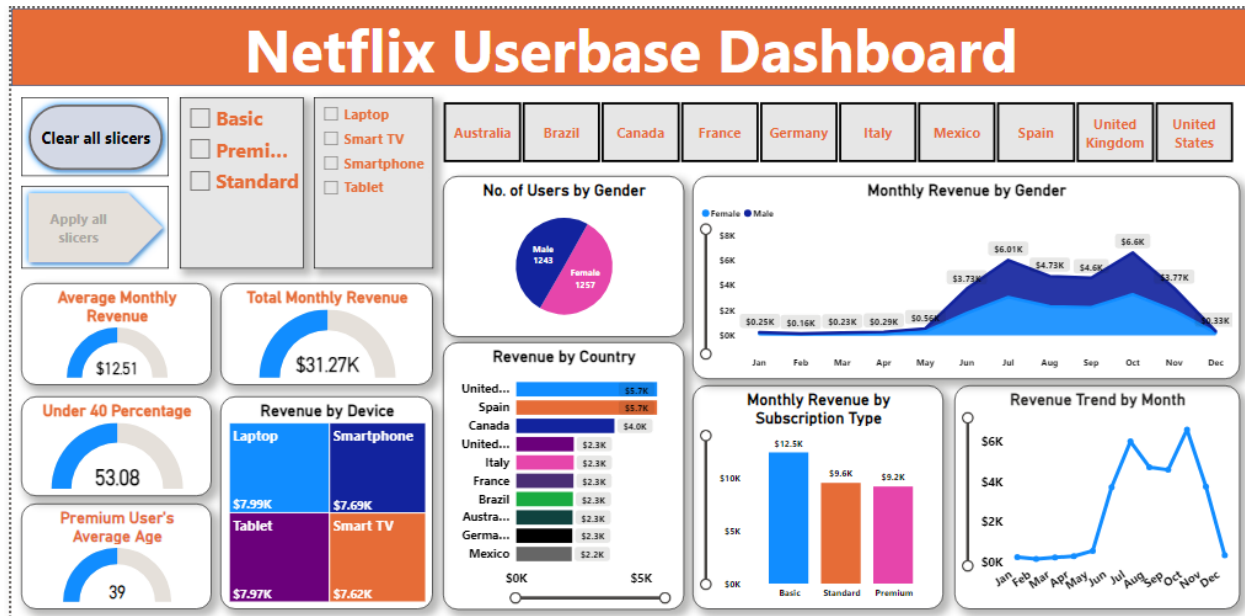 Netflix Userbase Dashboard
Clear all slicers
Apply all
slicers
Basic
Premi...
Standard
Laptop
Smart TV
Smartphone
Tablet
Australia
Brazil
Canada
France
Germany
Italy
Mexico
Spain
United
Kingdom
United
States
Average Monthly
Revenue
$12.51
Total Monthly Revenue
$31.27K
Under 40 Percentage
53.08
Premium User's
Average Age
39
Revenue by Device
Laptop
$7.99K
Smartphone
$7.69K
Tablet
$7.97K
Smart TV
$7.62K
No. of Users by Gender
Male
1243
Female
1257
Revenue by Country
United... $5.7K
Spain $5.7K
Canada $4.0K
United... $2.3K
Italy $2.3K
France $2.3K
Brazil $2.3K
Austra... $2.3K
Germa... $2.3K
Mexico $2.2K
$0K $5K
Monthly Revenue by Gender
Female Male
$8K
$6K
$4K
$2K
$0K
$0.25K $0.16K $0.23K $0.29K $0.56K $3.73K $6.01K $4.73K $4.6K $6.6K $3.77K $0.33K
Jan Feb Mar Apr May Jun Jul Aug Sep Oct Nov Dec
Monthly Revenue by
Subscription Type
$10K
$5K
$0K
$12.5K $9.6K $9.2K
Basic Standard Premium
Revenue Trend by Month
$6K
$4K
$2K
$0K
Jan Feb Mar Apr May Jun Jul Aug Sep Oct Nov Dec